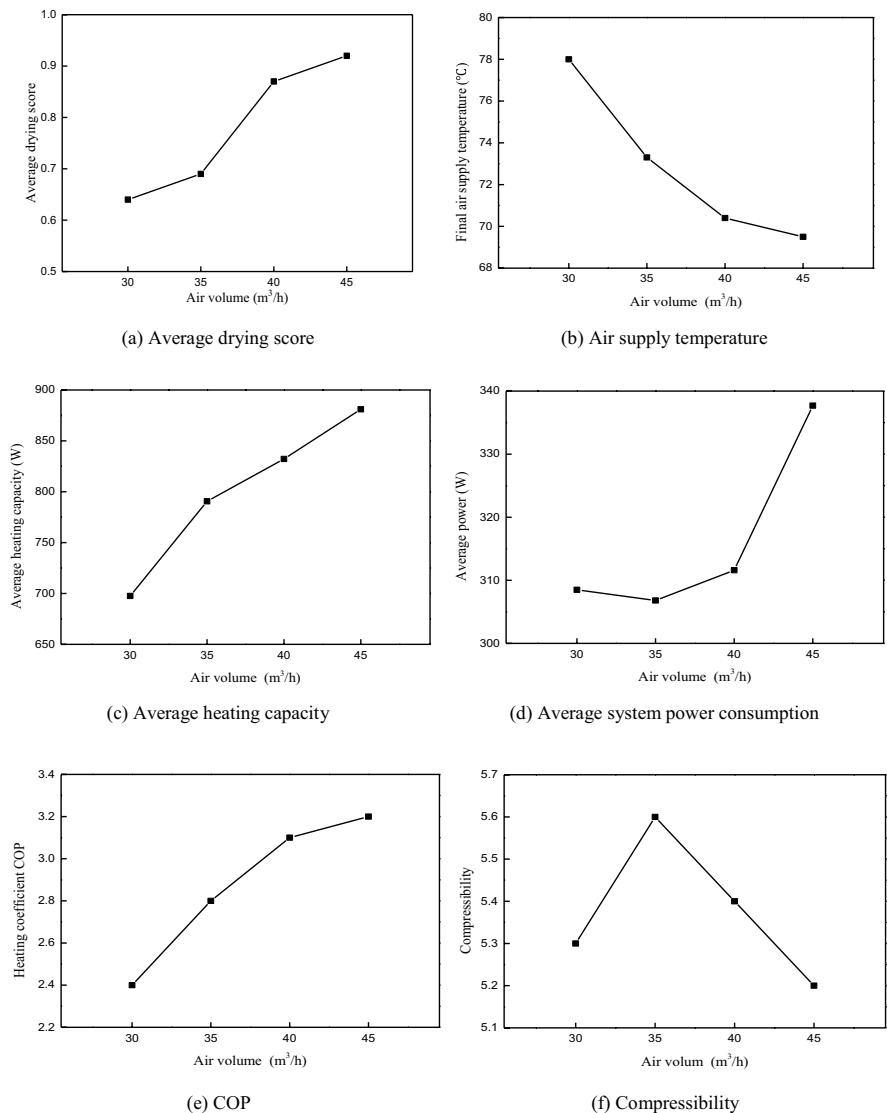 1.0
0.9
0.8
0.7
0.6
0.5
Average drying score
30 35 40 45
Air volume (m³/h)
(a) Average drying score
78
76
74
72
70
68
Final air supply temperature (℃)
30 35 40 45
Air volume (m³/h)
(b) Air supply temperature
900
850
800
750
700
650
Average heating capacity (W)
30 35 40 45
Air volume (m³/h)
(c) Average heating capacity
340
330
320
310
300
Average power (W)
30 35 40 45
Air volume (m³/h)
(d) Average system power consumption
3.4
3.2
3.0
2.8
2.6
2.4
2.2
Heating coefficient COP
30 35 40 45
Air volume (m³/h)
(e) COP
5.7
5.6
5.5
5.4
5.3
5.2
5.1
Compressibility
30 35 40 45
Air volum (m³/h)
(f) Compressibility